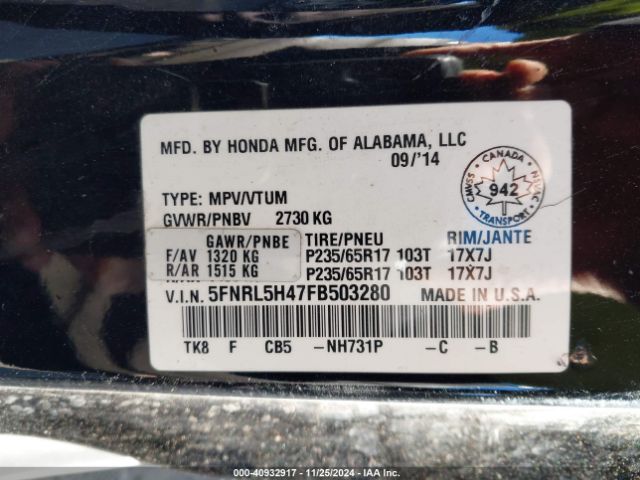 MFD. BY HONDA MFG. OF ALABAMA, LLC
09/'14
CANADA
CMVSS
NSVAC
942
TRANSPORT
TYPE: MPV/VTUM
GVWR/PNBV 2730 KG
GAWR/PNBE TIRE/PNEU RIM/JANTE
F/AV 1320 KG P235/65R17 103T 17X7J
R/AR 1515 KG P235/65R17 103T 17X7J
V.I.N. 5FNRL5H47FB503280 MADE IN U.S.A.
TK8 F CB5 -NH731P -C -B
000-40932917 - 11/25/2024 - IAA Inc.